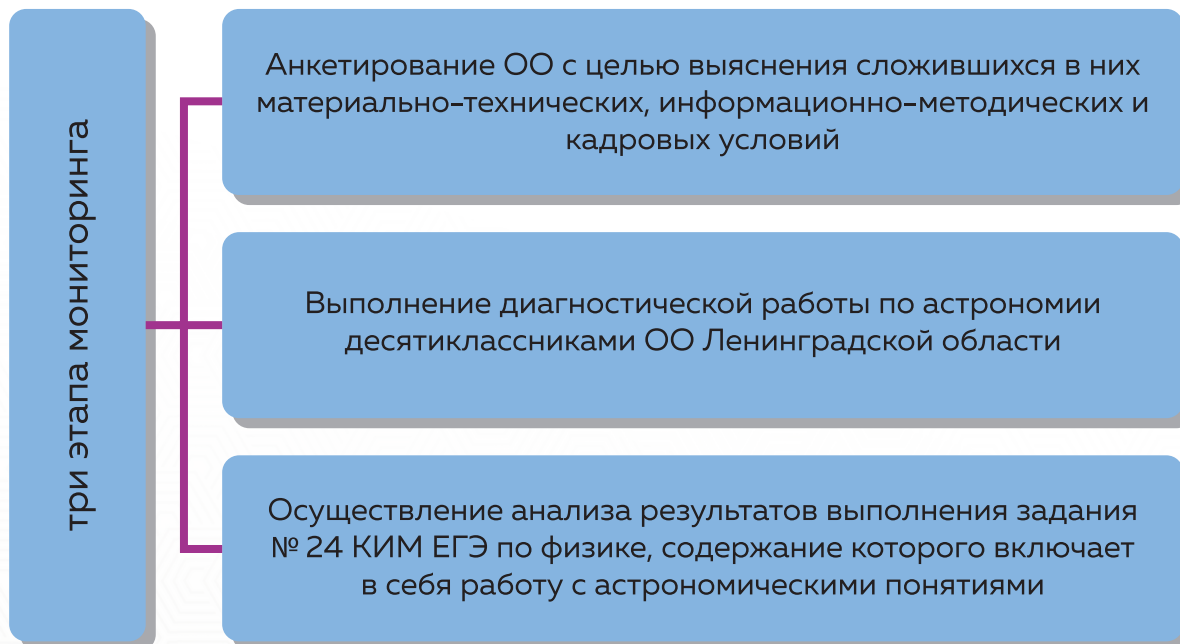 три этапа мониторинга
Анкетирование ОО с целью выяснения сложившихся в них
материально-технических, информационно-методических и
кадровых условий
Выполнение диагностической работы по астрономии
десятиклассниками ОО Ленинградской области
Осуществление анализа результатов выполнения задания
№ 24 КИМ ЕГЭ по физике, содержание которого включает
в себя работу с астрономическими понятиями